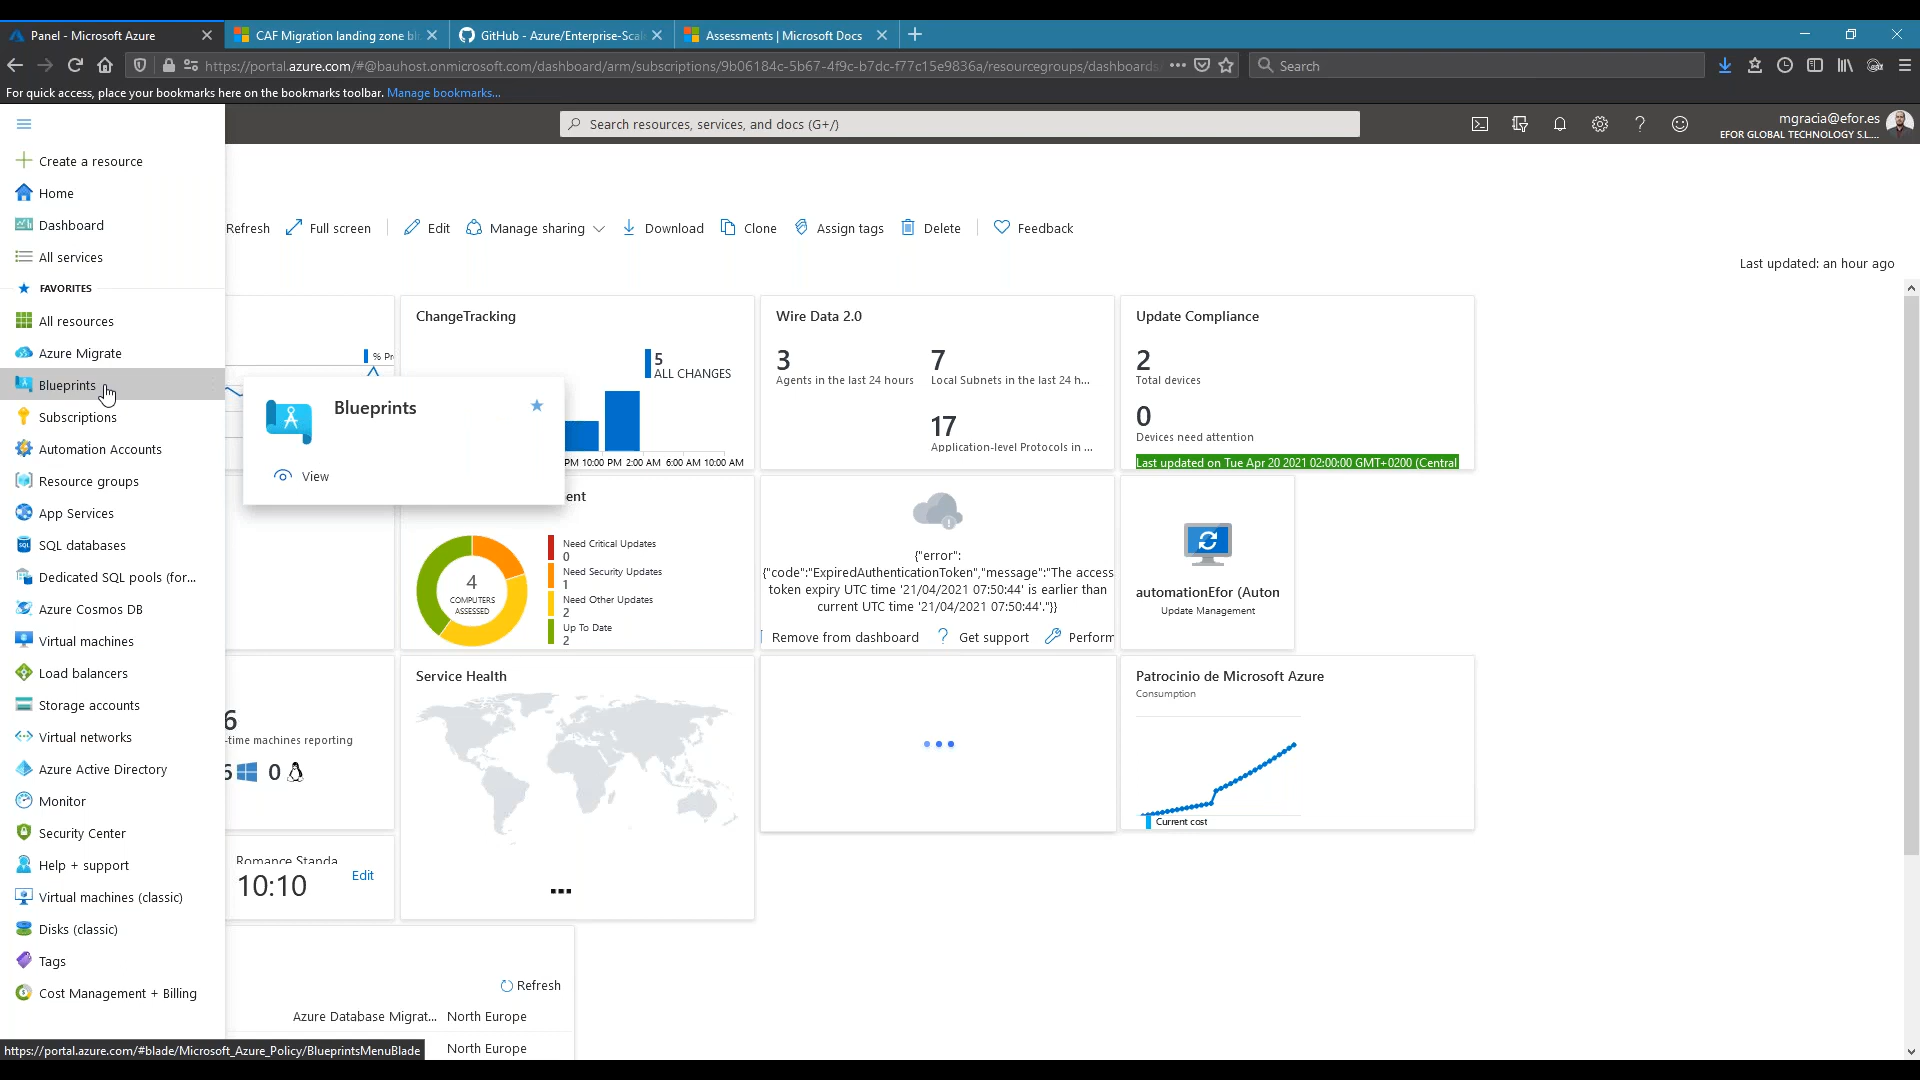 Panel - Microsoft Azure
CAF Migration landing zone bl
GitHub - Azure/Enterprise-Scal
Assessments | Microsoft Docs
https://portal.azure.com/#@bauhost.onmicrosoft.com/dashboard/arm/subscriptions/9b06184c-5b67-4f9c-b7dc-f77c15e9836a/resourcegroups/dashboards
Search
For quick access, place your bookmarks here on the bookmarks toolbar. Manage bookmarks...
Search resources, services, and docs (G+/)
mgracia@efor.es
EFOR GLOBAL TECHNOLOGY S.L....
Create a resource
Home
Dashboard
All services
FAVORITES
All resources
Azure Migrate
Blueprints
Subscriptions
Automation Accounts
Resource groups
App Services
SQL databases
SQL
Dedicated SQL pools (for...
Azure Cosmos DB
Virtual machines
Load balancers
Storage accounts
Virtual networks
Azure Active Directory
Monitor
Security Center
Help + support
Virtual machines (classic)
Disks (classic)
Tags
Cost Management + Billing
https://portal.azure.com/#blade/Microsoft_Azure_Policy/BlueprintsMenuBlade
Refresh
Full screen
Edit
Manage sharing
Download
Clone
Assign tags
Delete
Feedback
Last updated: an hour ago
% Pr
Blueprints
View
ChangeTracking
5
ALL CHANGES
PM 10:00 PM 2:00 AM 6:00 AM 10:00 AM
Wire Data 2.0
3
Agents in the last 24 hours
7
Local Subnets in the last 24 h...
17
Application-level Protocols in ...
Update Compliance
2
Total devices
0
Devices need attention
Last updated on Tue Apr 20 2021 02:00:00 GMT+0200 (Central
ent
4
COMPUTERS
ASSESSED
Need Critical Updates
0
Need Security Updates
1
Need Other Updates
2
Up To Date
2
{"error":
{"code":"ExpiredAuthenticationToken","message":"The access
token expiry UTC time '21/04/2021 07:50:44' is earlier than
current UTC time '21/04/2021 07:50:44'."}}
Remove from dashboard
Get support
Perform
automationEfor (Auton
Update Management
6
-time machines reporting
6
0
Service Health
Patrocinio de Microsoft Azure
Consumption
Current cost
Romance Standa
10:10
Edit
Refresh
Azure Database Migrat... North Europe
North Europe